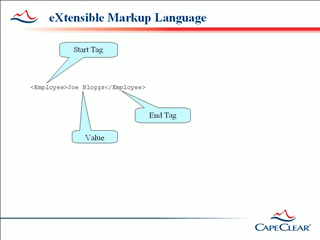 eXtensible Markup Language
Start Tag
<Employee>Joe Bloggs</Employee>
End Tag
Value
CAPECLEAR